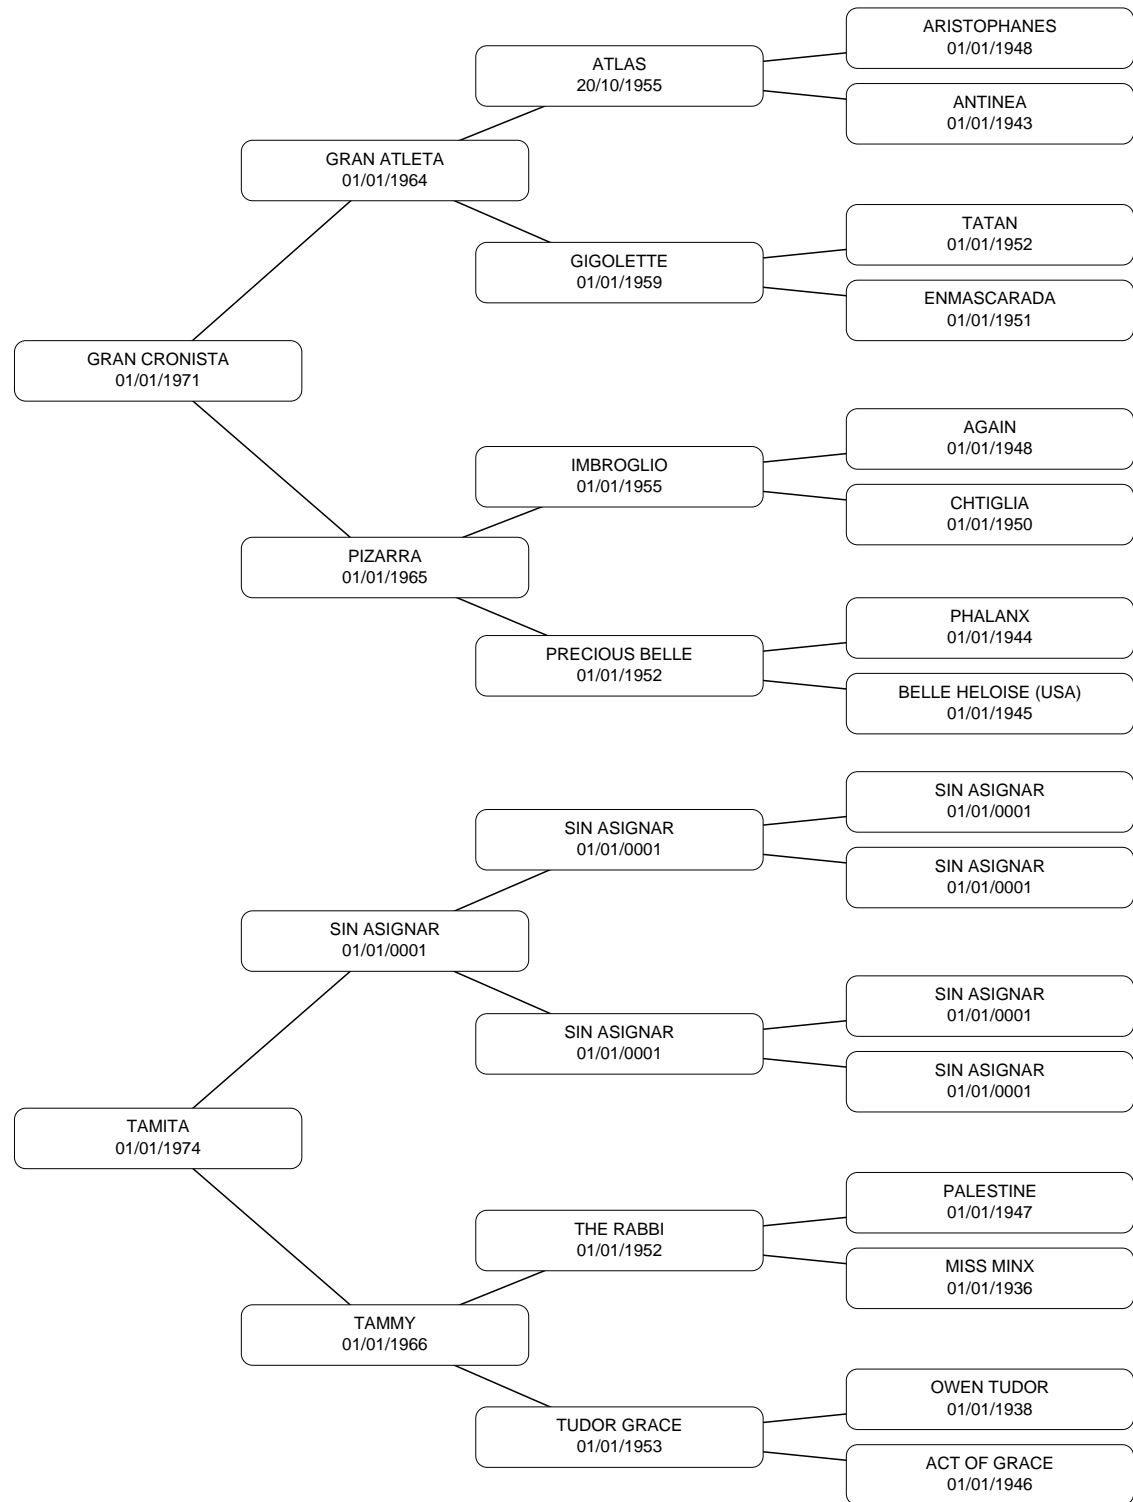 ARISTOPHANES
01/01/1948
ATLAS
20/10/1955
ANTINEA
01/01/1943
GRAN ATLETA
01/01/1964
TATAN
01/01/1952
GIGOLETTE
01/01/1959
ENMASCARADA
01/01/1951
GRAN CRONISTA
01/01/1971
AGAIN
01/01/1948
IMBROGLIO
01/01/1955
CHTIGLIA
01/01/1950
PIZARRA
01/01/1965
PHALANX
01/01/1944
PRECIOUS BELLE
01/01/1952
BELLE HELOISE (USA)
01/01/1945
SIN ASIGNAR
01/01/0001
SIN ASIGNAR
01/01/0001
SIN ASIGNAR
01/01/0001
SIN ASIGNAR
01/01/0001
SIN ASIGNAR
01/01/0001
SIN ASIGNAR
01/01/0001
SIN ASIGNAR
01/01/0001
TAMITA
01/01/1974
PALESTINE
01/01/1947
THE RABBI
01/01/1952
MISS MINX
01/01/1936
TAMMY
01/01/1966
OWEN TUDOR
01/01/1938
TUDOR GRACE
01/01/1953
ACT OF GRACE
01/01/1946